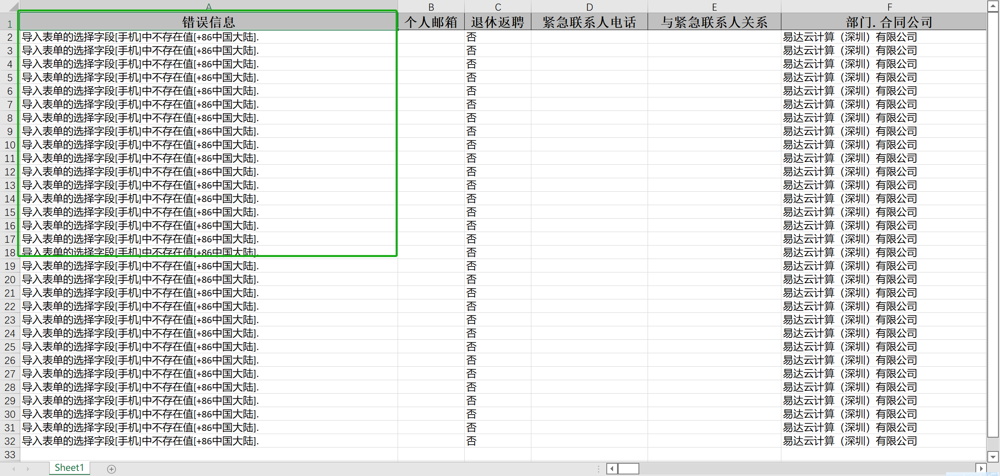 A B C D E F
1 错误信息 个人邮箱 退休返聘 紧急联系人电话 与紧急联系人关系 部门.合同公司
2 导入表单的选择字段[手机]中不存在值[+86中国大陆]. 否 易达云计算（深圳）有限公司
3 导入表单的选择字段[手机]中不存在值[+86中国大陆]. 否 易达云计算（深圳）有限公司
4 导入表单的选择字段[手机]中不存在值[+86中国大陆]. 否 易达云计算（深圳）有限公司
5 导入表单的选择字段[手机]中不存在值[+86中国大陆]. 否 易达云计算（深圳）有限公司
6 导入表单的选择字段[手机]中不存在值[+86中国大陆]. 否 易达云计算（深圳）有限公司
7 导入表单的选择字段[手机]中不存在值[+86中国大陆]. 否 易达云计算（深圳）有限公司
8 导入表单的选择字段[手机]中不存在值[+86中国大陆]. 否 易达云计算（深圳）有限公司
9 导入表单的选择字段[手机]中不存在值[+86中国大陆]. 否 易达云计算（深圳）有限公司
10 导入表单的选择字段[手机]中不存在值[+86中国大陆]. 否 易达云计算（深圳）有限公司
11 导入表单的选择字段[手机]中不存在值[+86中国大陆]. 否 易达云计算（深圳）有限公司
12 导入表单的选择字段[手机]中不存在值[+86中国大陆]. 否 易达云计算（深圳）有限公司
13 导入表单的选择字段[手机]中不存在值[+86中国大陆]. 否 易达云计算（深圳）有限公司
14 导入表单的选择字段[手机]中不存在值[+86中国大陆]. 否 易达云计算（深圳）有限公司
15 导入表单的选择字段[手机]中不存在值[+86中国大陆]. 否 易达云计算（深圳）有限公司
16 导入表单的选择字段[手机]中不存在值[+86中国大陆]. 否 易达云计算（深圳）有限公司
17 导入表单的选择字段[手机]中不存在值[+86中国大陆]. 否 易达云计算（深圳）有限公司
18 导入表单的选择字段[手机]中不存在值[+86中国大陆]. 否 易达云计算（深圳）有限公司
19 导入表单的选择字段[手机]中不存在值[+86中国大陆]. 否 易达云计算（深圳）有限公司
20 导入表单的选择字段[手机]中不存在值[+86中国大陆]. 否 易达云计算（深圳）有限公司
21 导入表单的选择字段[手机]中不存在值[+86中国大陆]. 否 易达云计算（深圳）有限公司
22 导入表单的选择字段[手机]中不存在值[+86中国大陆]. 否 易达云计算（深圳）有限公司
23 导入表单的选择字段[手机]中不存在值[+86中国大陆]. 否 易达云计算（深圳）有限公司
24 导入表单的选择字段[手机]中不存在值[+86中国大陆]. 否 易达云计算（深圳）有限公司
25 导入表单的选择字段[手机]中不存在值[+86中国大陆]. 否 易达云计算（深圳）有限公司
26 导入表单的选择字段[手机]中不存在值[+86中国大陆]. 否 易达云计算（深圳）有限公司
27 导入表单的选择字段[手机]中不存在值[+86中国大陆]. 否 易达云计算（深圳）有限公司
28 导入表单的选择字段[手机]中不存在值[+86中国大陆]. 否 易达云计算（深圳）有限公司
29 导入表单的选择字段[手机]中不存在值[+86中国大陆]. 否 易达云计算（深圳）有限公司
30 导入表单的选择字段[手机]中不存在值[+86中国大陆]. 否 易达云计算（深圳）有限公司
31 导入表单的选择字段[手机]中不存在值[+86中国大陆]. 否 易达云计算（深圳）有限公司
32 导入表单的选择字段[手机]中不存在值[+86中国大陆]. 否 易达云计算（深圳）有限公司
33
Sheet1